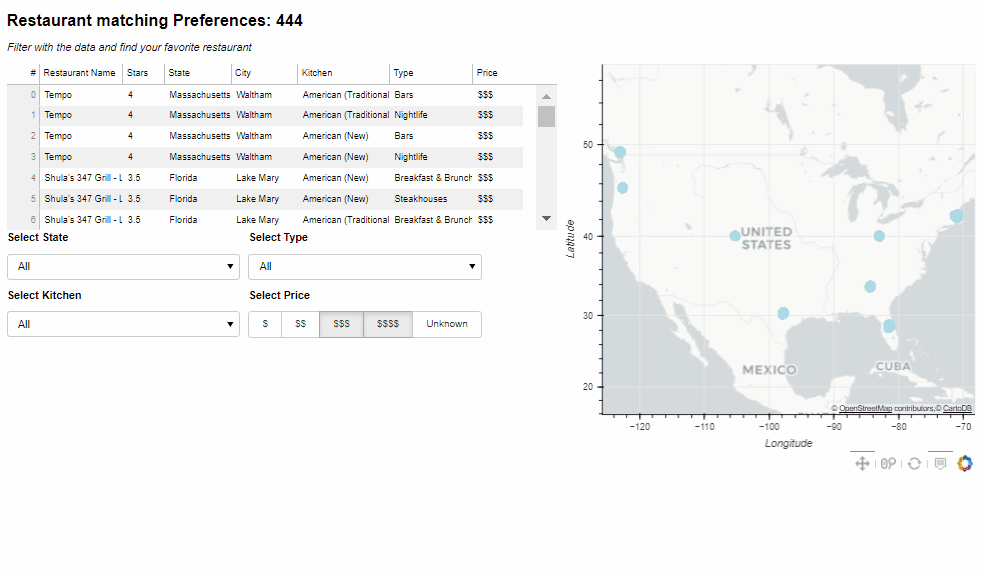 Restaurant matching Preferences: 444
Filter with the data and find your favorite restaurant
# Restaurant Name Stars State City Kitchen Type Price
0 Tempo 4 Massachusetts Waltham American (Traditional Bars $$$
1 Tempo 4 Massachusetts Waltham American (Traditional Nightlife $$$
2 Tempo 4 Massachusetts Waltham American (New) Bars $$$
3 Tempo 4 Massachusetts Waltham American (New) Nightlife $$$
4 Shula's 347 Grill - L 3.5 Florida Lake Mary American (New) Breakfast & Brunch $$$
5 Shula's 347 Grill - L 3.5 Florida Lake Mary American (New) Steakhouses $$$
6 Shula's 347 Grill - L 3.5 Florida Lake Mary American (Traditional Breakfast & Brunch $$$
Select State Select Type
All All
Select Kitchen Select Price
All $ $$ $$$ $$$$ Unknown
50
40
30
20
Latitude
UNITED
STATES
MEXICO
CUBA
© OpenStreetMap contributors,© CartoDB
−120 −110 −100 −90 −80 −70
Longitude